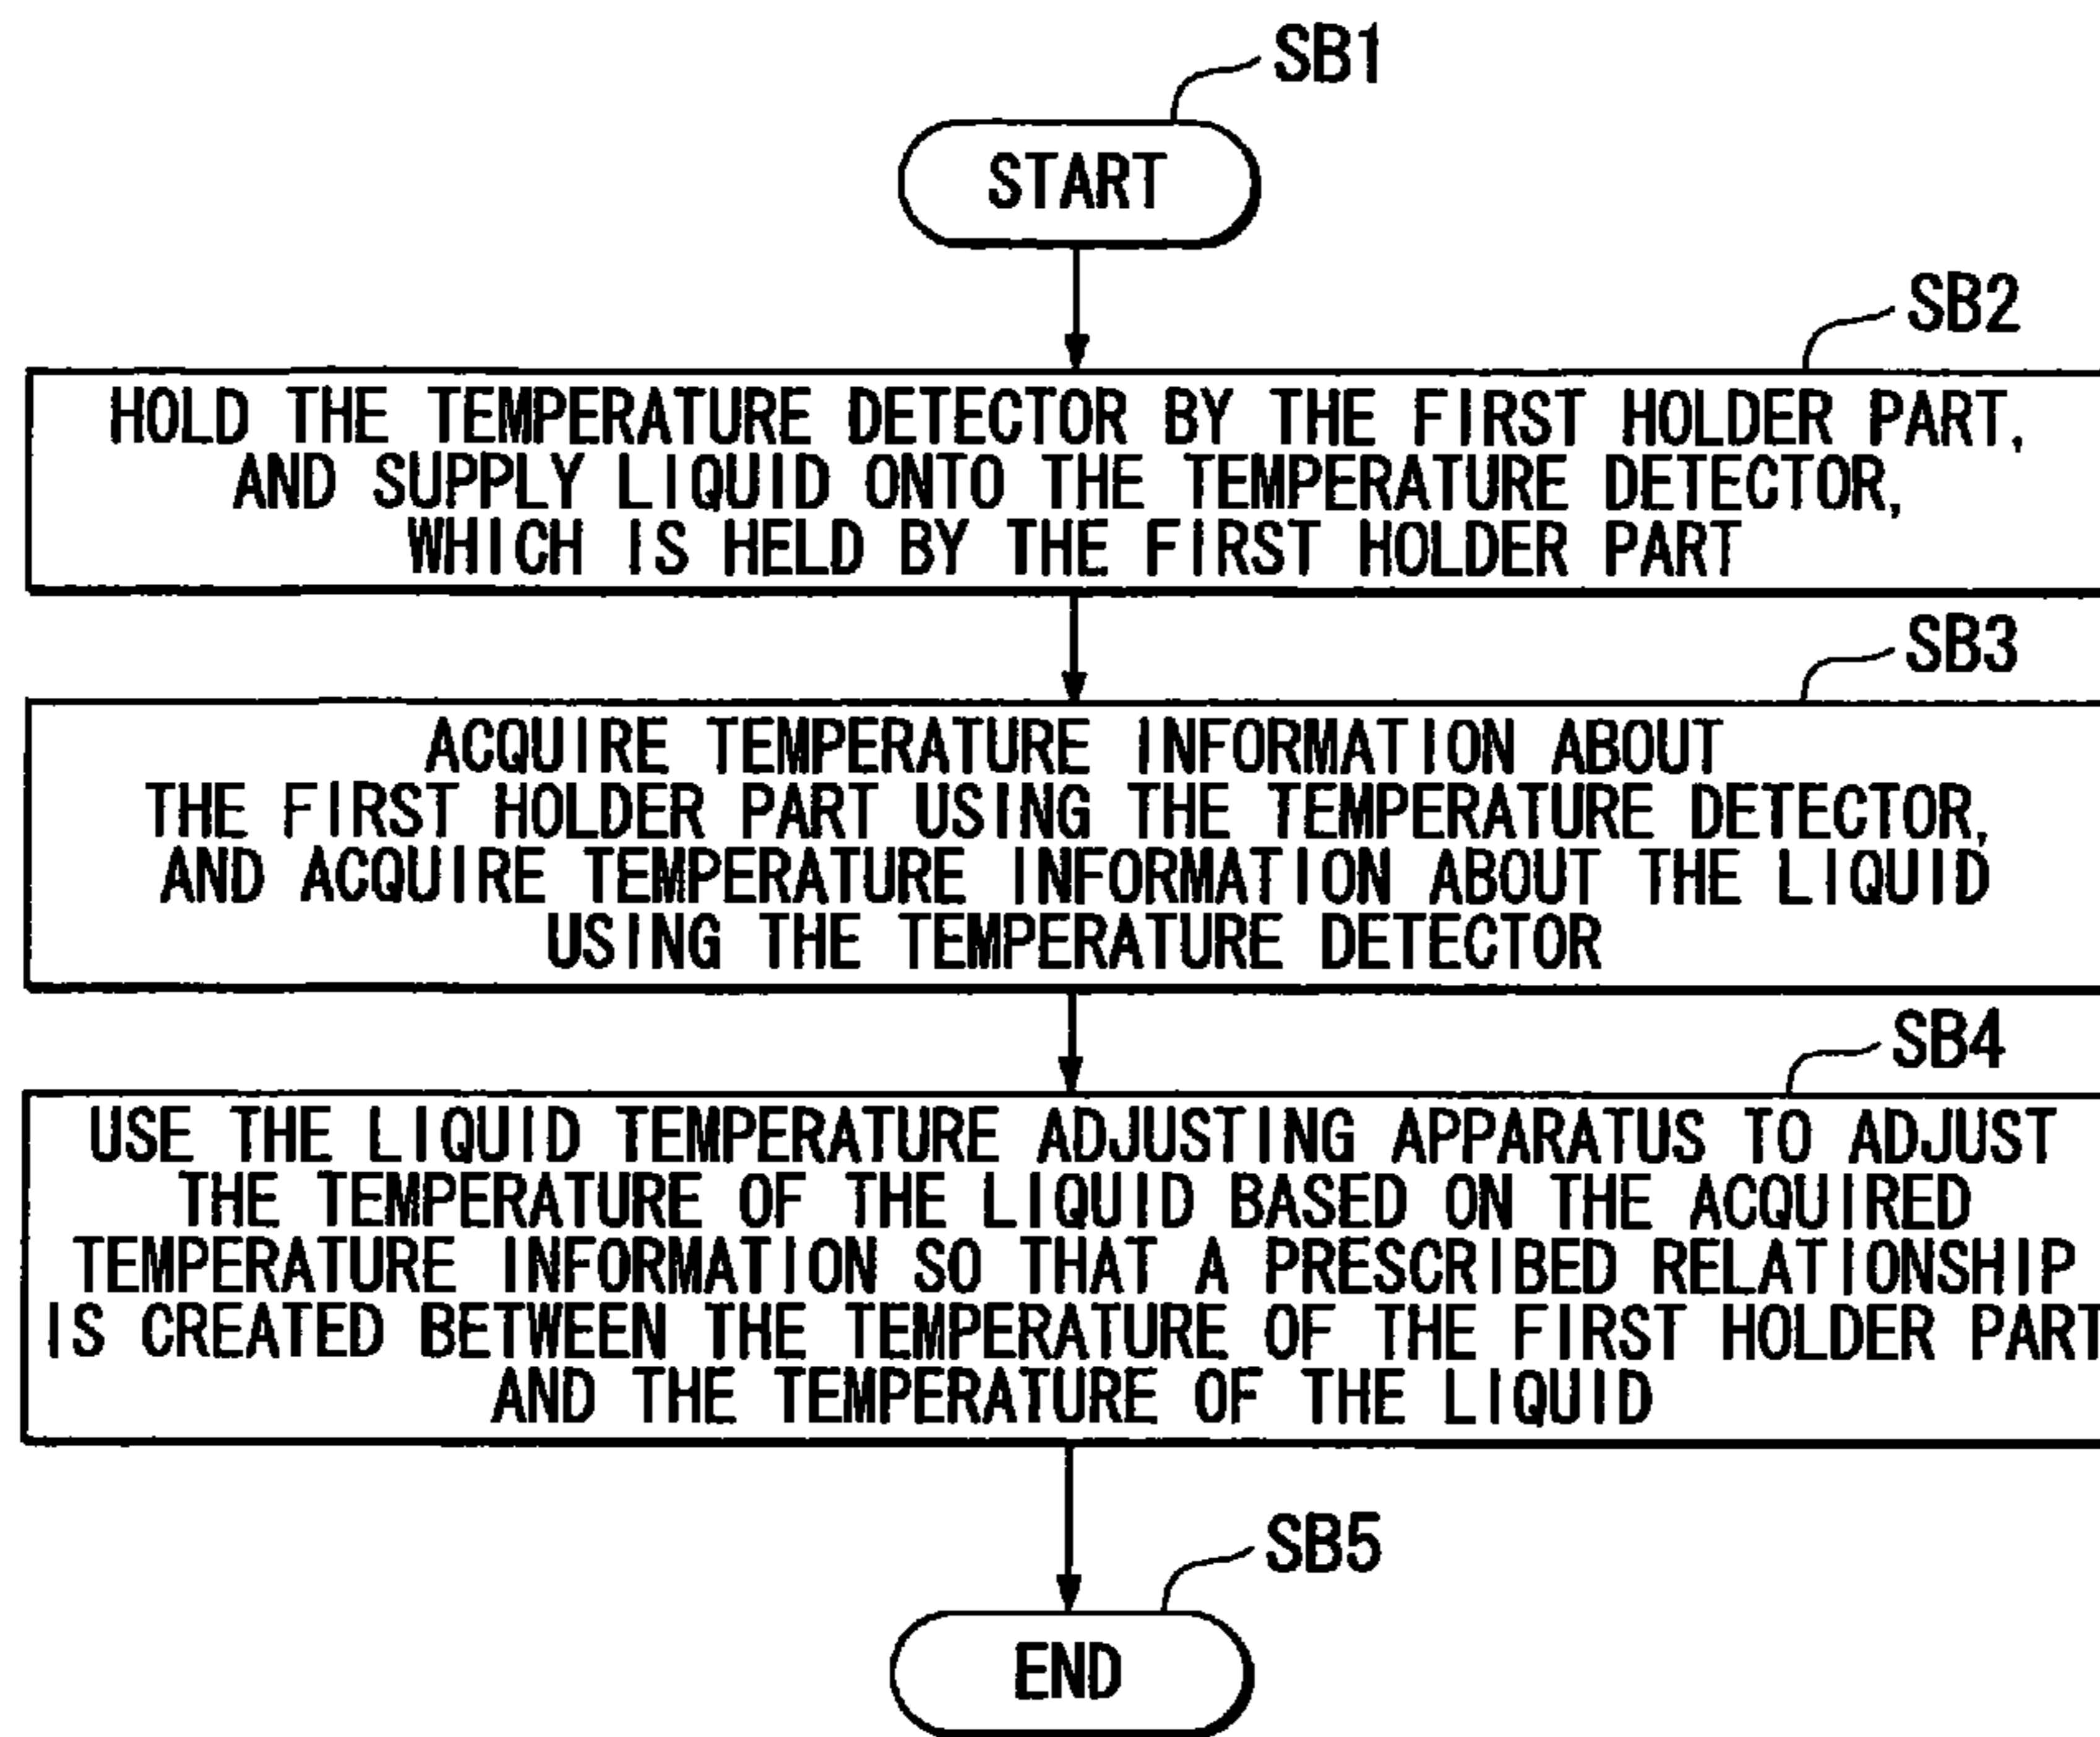 SB1
START
SB2
HOLD THE TEMPERATURE DETECTOR BY THE FIRST HOLDER PART,
AND SUPPLY LIQUID ONTO THE TEMPERATURE DETECTOR,
WHICH IS HELD BY THE FIRST HOLDER PART
SB3
ACQUIRE TEMPERATURE INFORMATION ABOUT
THE FIRST HOLDER PART USING THE TEMPERATURE DETECTOR,
AND ACQUIRE TEMPERATURE INFORMATION ABOUT THE LIQUID
USING THE TEMPERATURE DETECTOR
SB4
USE THE LIQUID TEMPERATURE ADJUSTING APPARATUS TO ADJUST
THE TEMPERATURE OF THE LIQUID BASED ON THE ACQUIRED
TEMPERATURE INFORMATION SO THAT A PRESCRIBED RELATIONSHIP
IS CREATED BETWEEN THE TEMPERATURE OF THE FIRST HOLDER PART
AND THE TEMPERATURE OF THE LIQUID
SB5
END